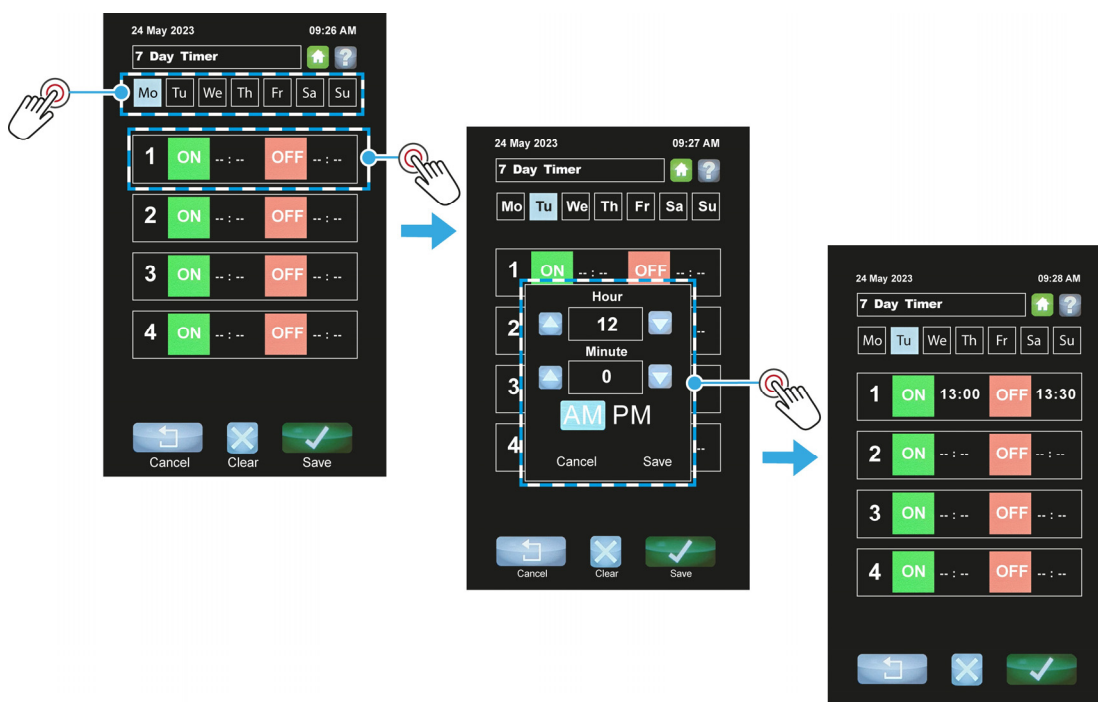 24 May 2023 09:26 AM
7 Day Timer ?
Mo Tu We Th Fr Sa Su
1 ON --:-- OFF --:--
2 ON --:-- OFF --:--
3 ON --:-- OFF --:--
4 ON --:-- OFF --:--
Cancel Clear Save
24 May 2023 09:27 AM
7 Day Timer ?
Mo Tu We Th Fr Sa Su
1 ON --:-- OFF --:--
Hour
2 12 --
Minute
3 0
AM PM
4 --
Cancel Save
Cancel Clear Save
24 May 2023 09:28 AM
7 Day Timer ?
Mo Tu We Th Fr Sa Su
1 ON 13:00 OFF 13:30
2 ON --:-- OFF --:--
3 ON --:-- OFF --:--
4 ON --:-- OFF --:--